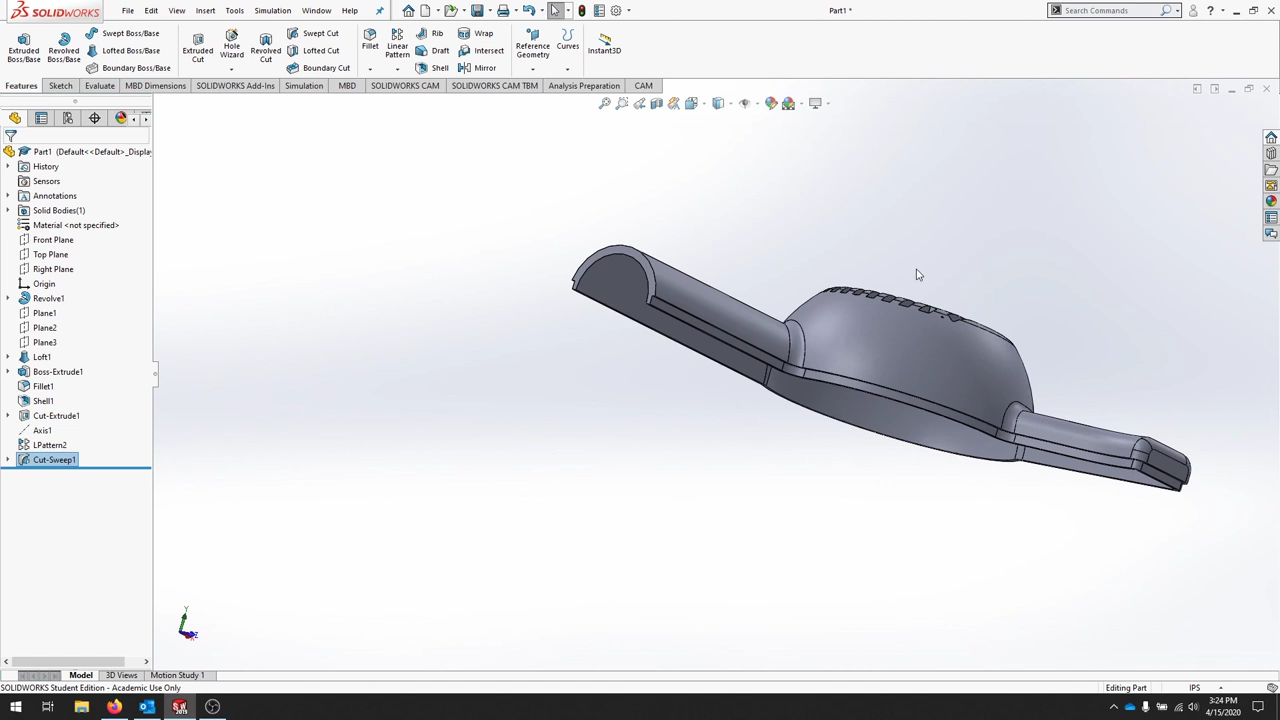 SOLIDWORKS
File Edit View Insert Tools Simulation Window Help
Part1 *
Search Commands
Extruded Boss/Base
Revolved Boss/Base
Swept Boss/Base
Lofted Boss/Base
Boundary Boss/Base
Extruded Cut
Hole Wizard
Revolved Cut
Swept Cut
Lofted Cut
Boundary Cut
Fillet
Linear Pattern
Rib
Draft
Shell
Wrap
Intersect
Mirror
Reference Geometry
Curves
Instant3D
Features Sketch Evaluate MBD Dimensions SOLIDWORKS Add-Ins Simulation MBD SOLIDWORKS CAM SOLIDWORKS CAM TBM Analysis Preparation CAM
Part1 (Default<<Default>_Displa
History
Sensors
Annotations
Solid Bodies(1)
Material <not specified>
Front Plane
Top Plane
Right Plane
Origin
Revolve1
Plane1
Plane2
Plane3
Loft1
Boss-Extrude1
Fillet1
Shell1
Cut-Extrude1
Axis1
LPattern2
Cut-Sweep1
Y
Z
Model 3D Views Motion Study 1
SOLIDWORKS Student Edition - Academic Use Only
Editing Part
IPS
3:24 PM
4/15/2020